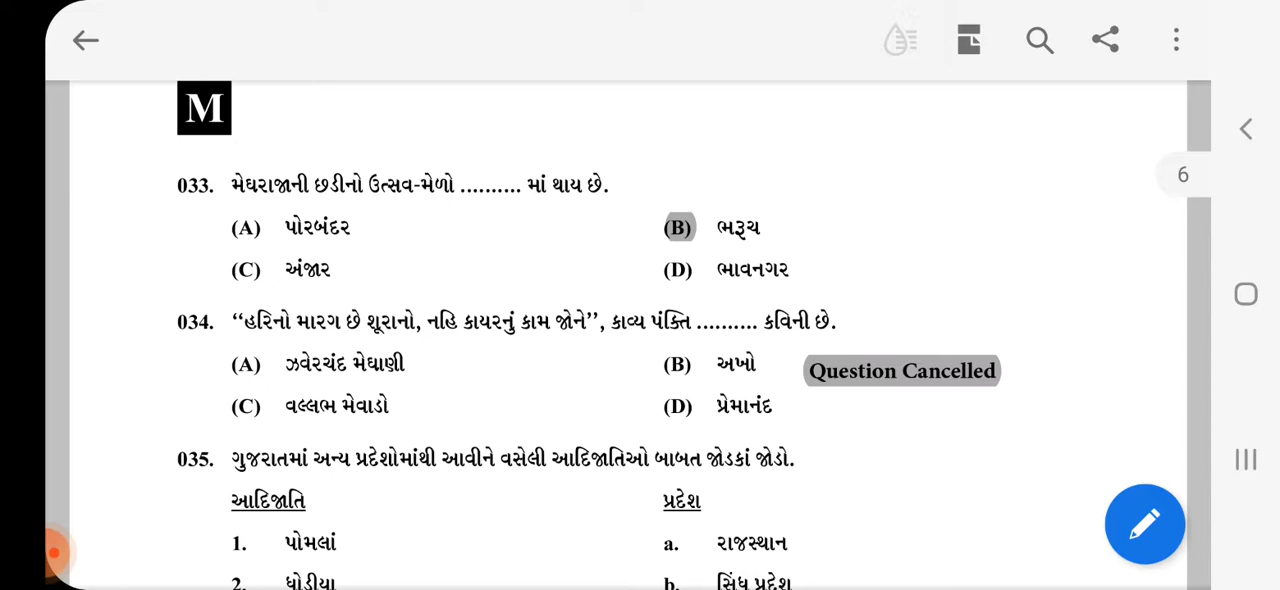 6
M
033. મેઘરાજાની છડીનો ઉત્સવ-મેળો .......... માં થાય છે.
(A) પોરબંદર (B) ભરૂચ
(C) અંજાર (D) ભાવનગર
034. “હરિનો મારગ છે શૂરાનો, નહિ કાયરનું કામ જોને”, કાવ્ય પંક્તિ .......... કવિની છે.
(A) ઝવેરચંદ મેઘાણી (B) અખો Question Cancelled
(C) વલ્લભ મેવાડો (D) પ્રેમાનંદ
035. ગુજરાતમાં અન્ય પ્રદેશોમાંથી આવીને વસેલી આદિજાતિઓ બાબત જોડકાં જોડો.
આદિજાતિ પ્રદેશ
1. પોમલાં a. રાજસ્થાન
2. ધોડીયા b. સિંધ પ્રદેશ